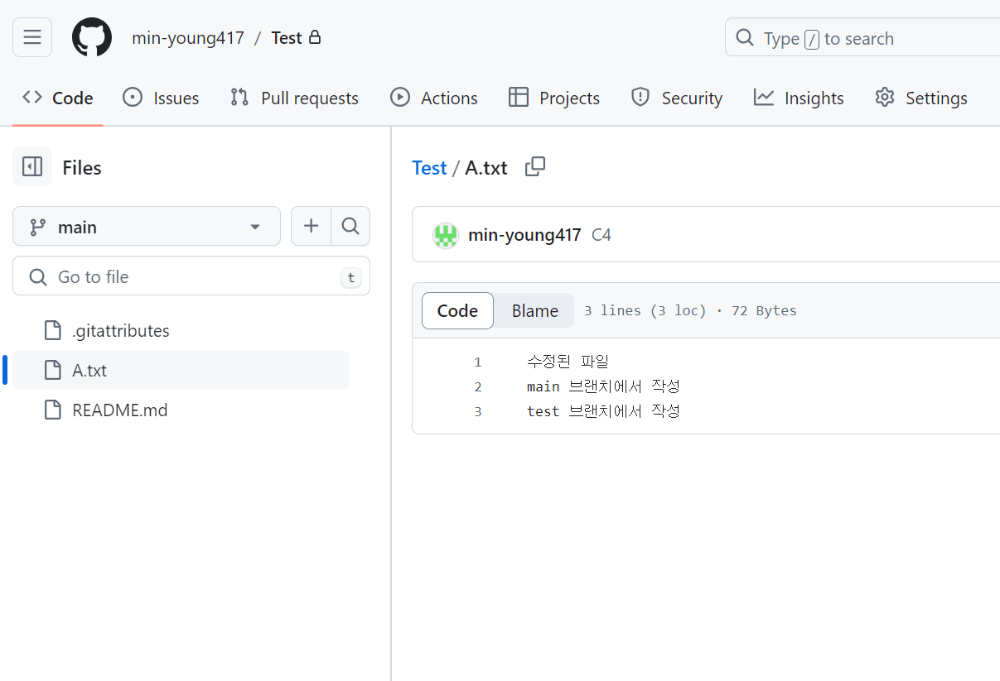 min-young417 / Test
Type / to search
Code
Issues
Pull requests
Actions
Projects
Security
Insights
Settings
Files
main
Go to file
t
.gitattributes
A.txt
README.md
Test / A.txt
min-young417 C4
Code Blame 3 lines (3 loc) · 72 Bytes
1 수정된 파일
2 main 브랜치에서 작성
3 test 브랜치에서 작성